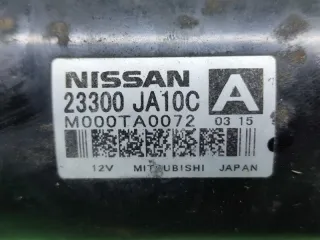 NISSAN
23300 JA10C A
M000TA0072 03 15
12V MITSUBISHI JAPAN